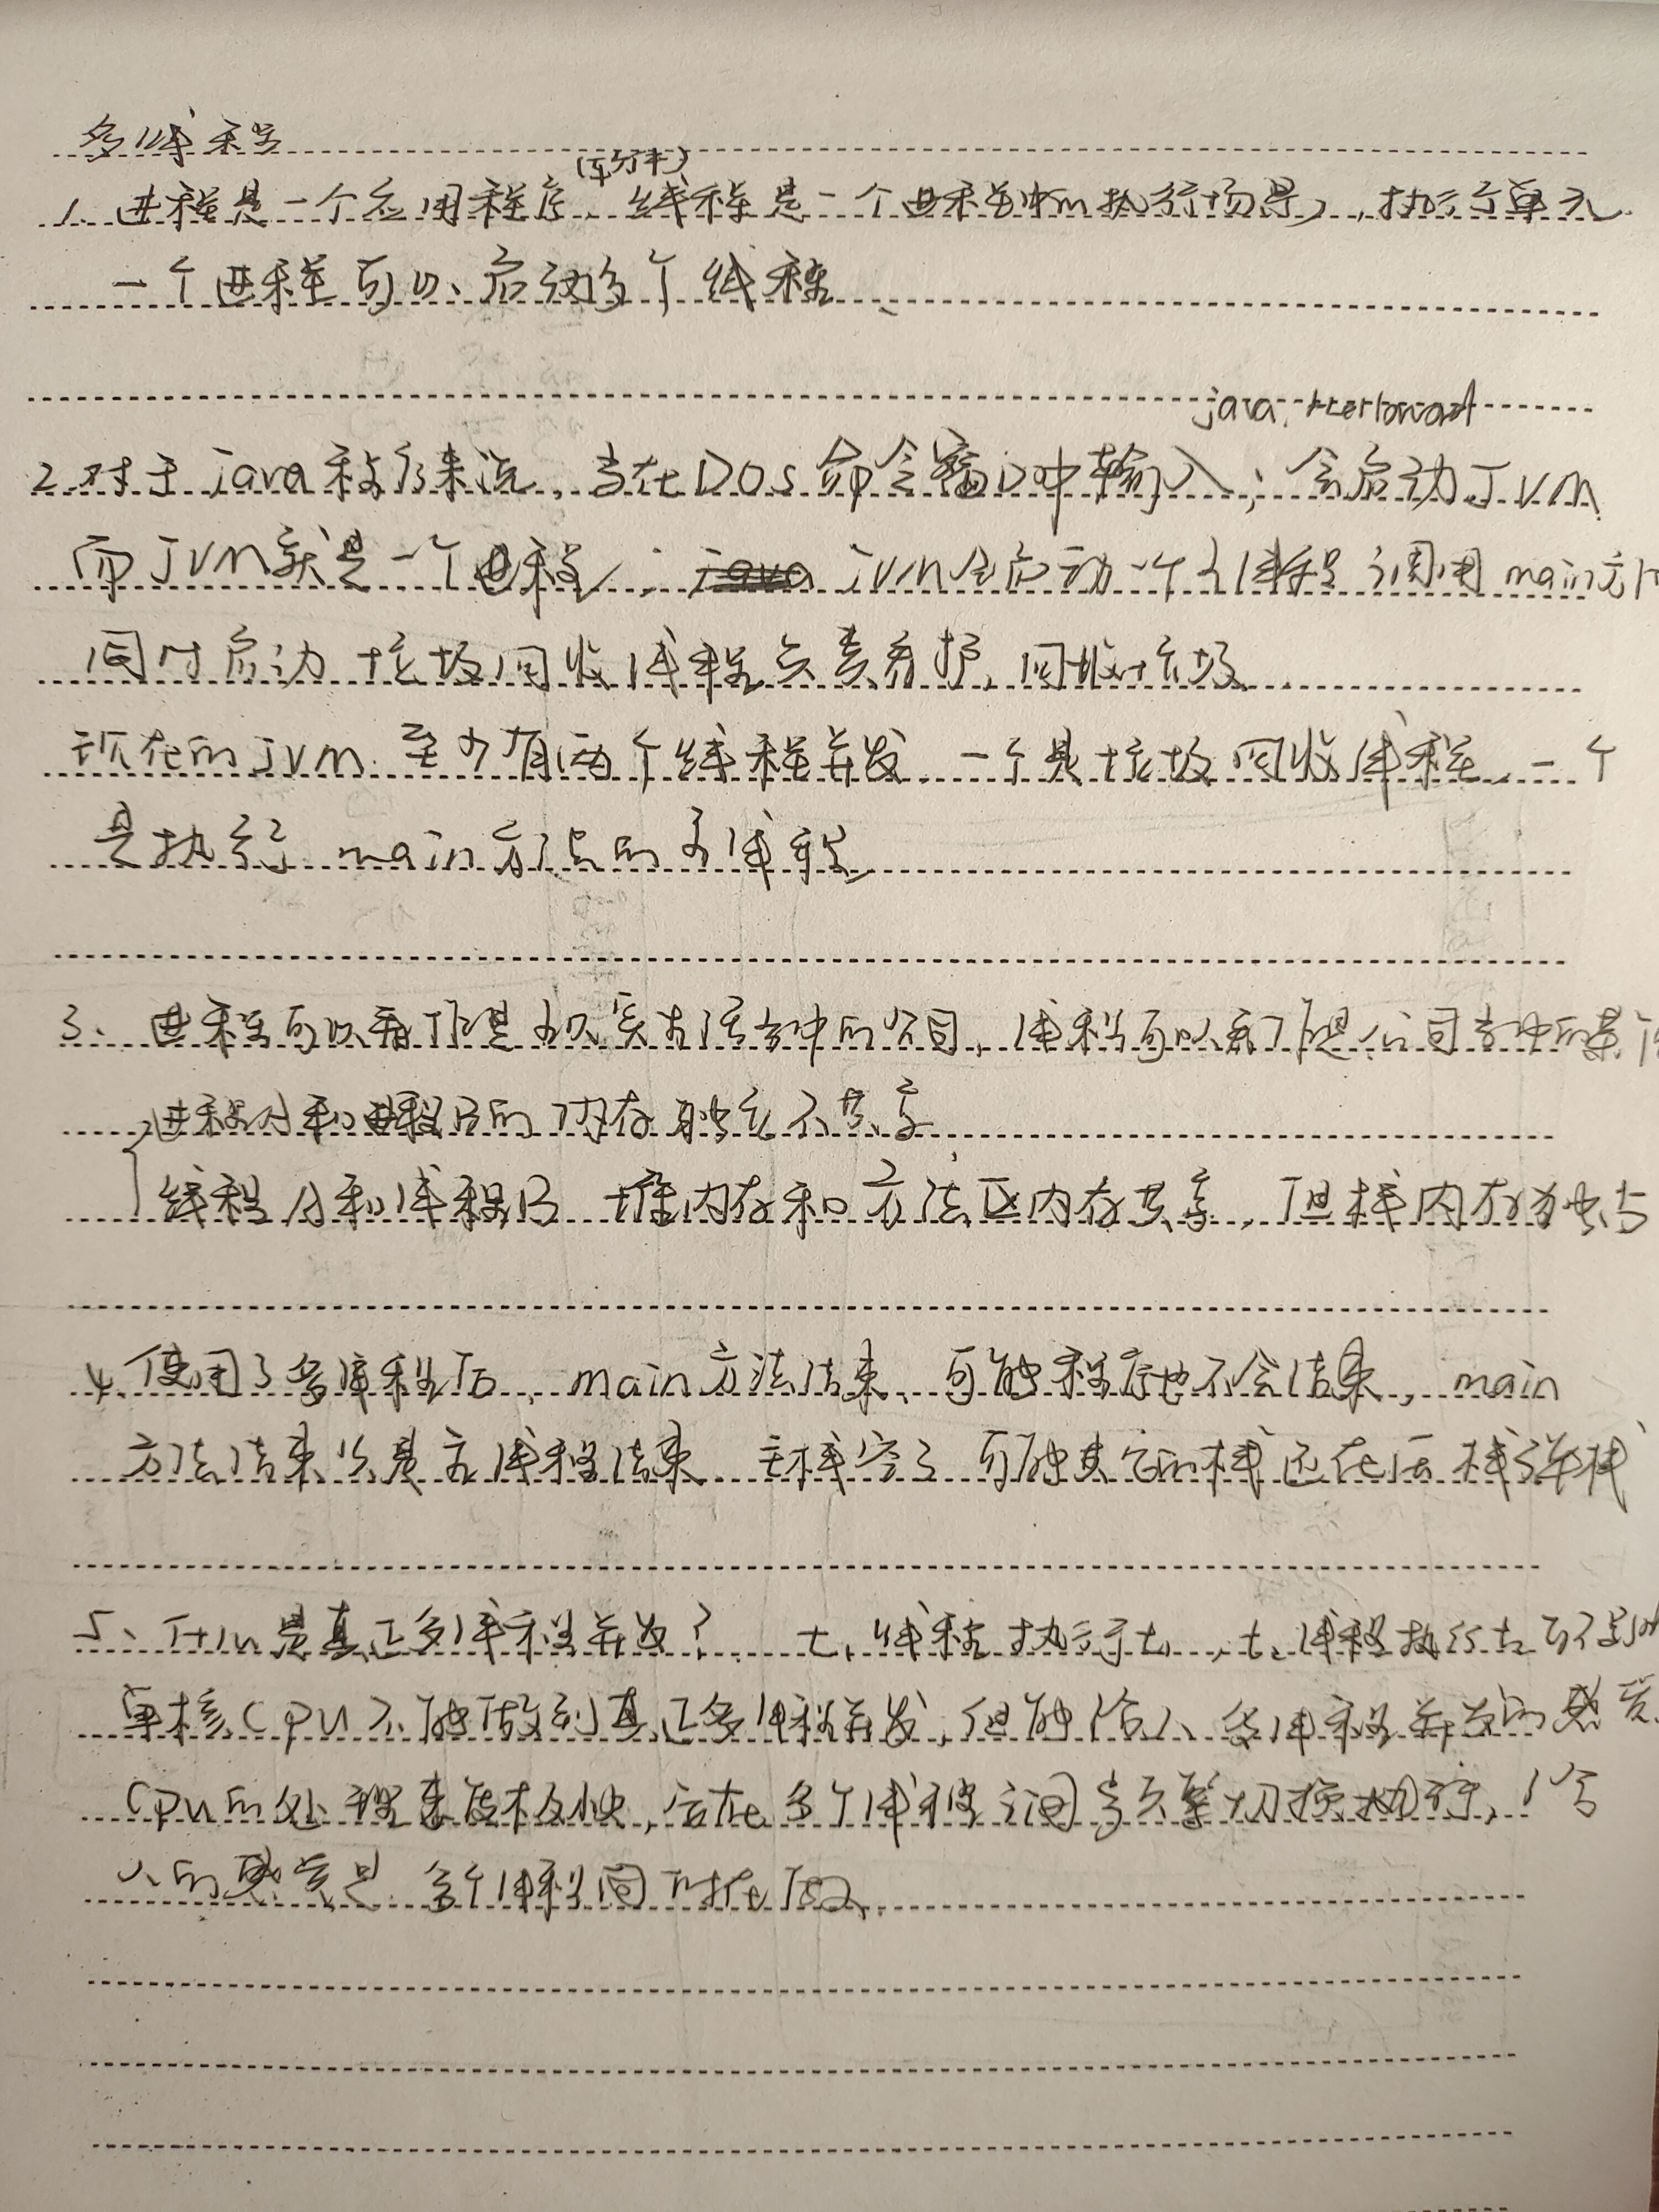 多线程
(软件)
1. 进程是一个应用程序、线程是一个进程中的执行场景, 执行单元.
一个进程可以、启动多个线程、
java HelloWorld
2. 对于java程序来说, 当在DOS命令窗口中输入; 会启动JVM
而JVM就是一个进程, JVM会启动一个主线程调用main方法
同时启动垃圾回收线程负责看护, 回收垃圾
现在的JVM 至少有两个线程并发 一个是垃圾回收线程, 一个
是执行 main方法的主线程
3、进程可以看作是现实生活当中的公司, 线程可以看作是公司当中的某
进程A和进程B的内存独立不共享
线程A和线程B 堆内存和方法区内存共享, 但栈内存独占
4、使用了多线程后, main方法结束、可能程序也不会结束, main
方法结束只是主线程结束 主栈空了 可能其它的栈还在压栈弹栈
5、什么是真正多线程并发? t1线程执行t1, t2线程执行t2
单核CPU不能做到真正多线程并发, 但能给人多线程并发的感觉.
CPU的处理速度极快, 在多个线程之间频繁切换执行, 给
人的感觉是 多个线程同时在做、